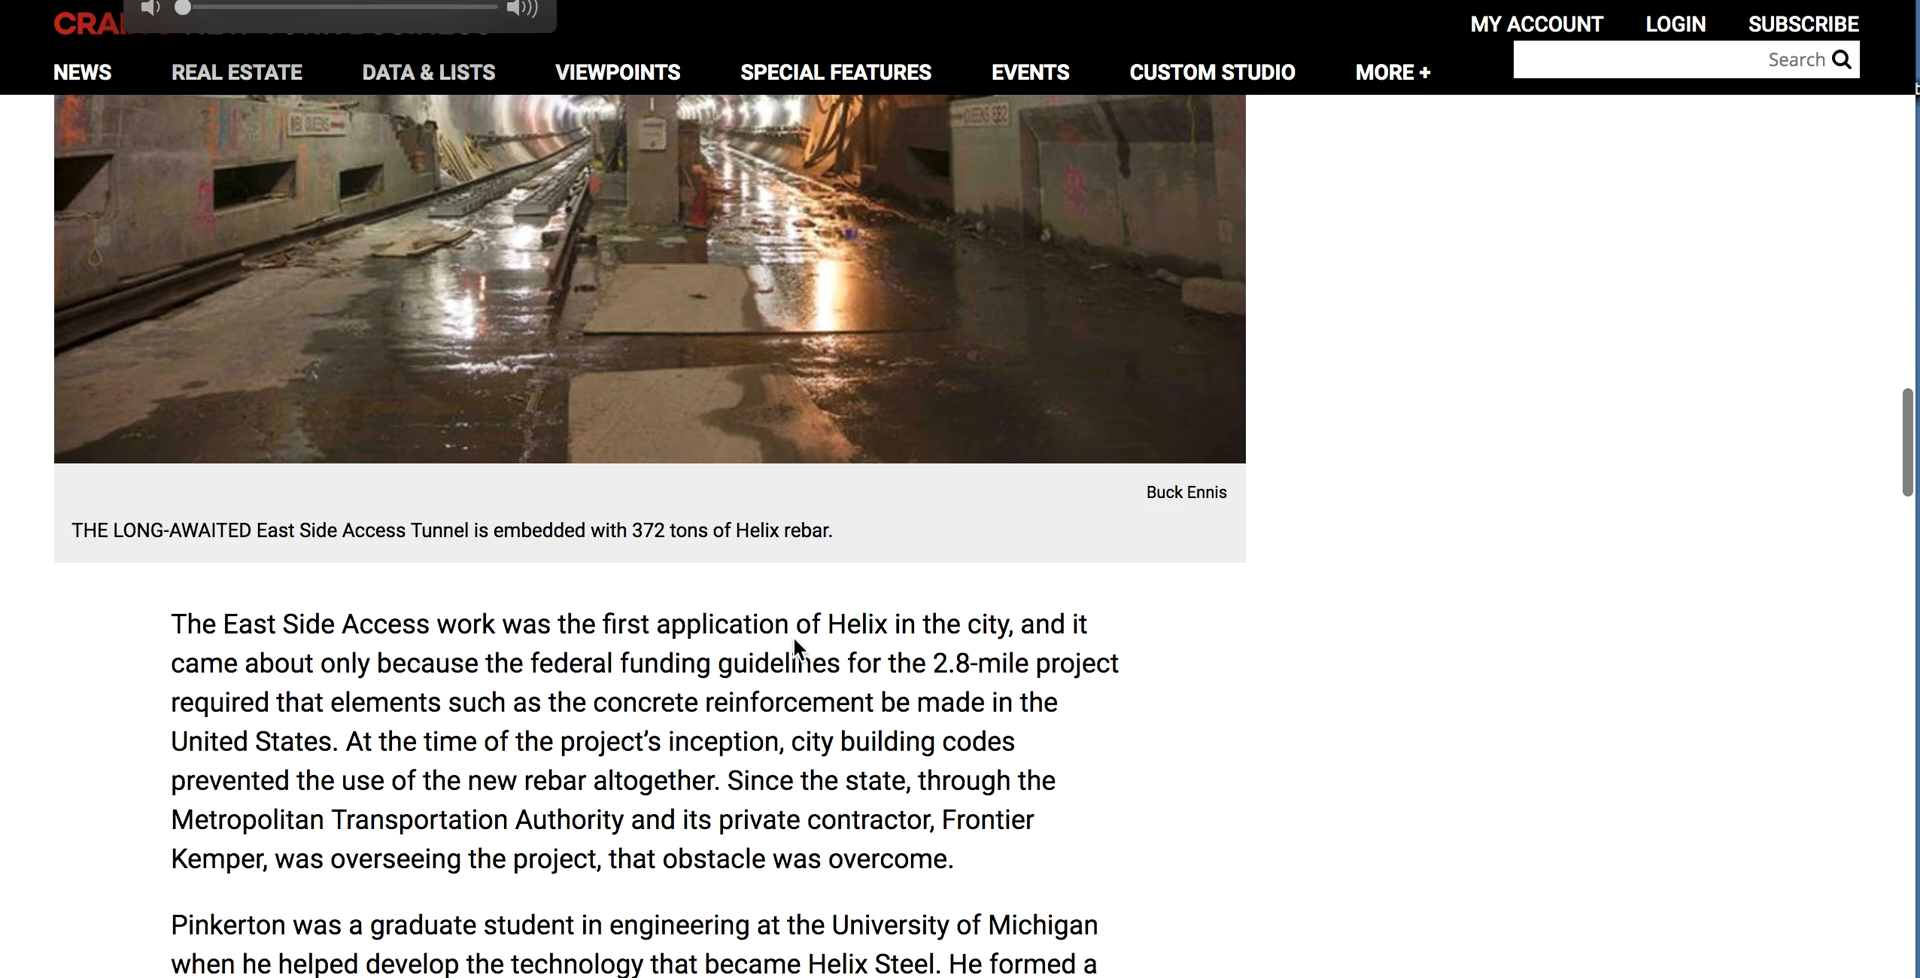 MY ACCOUNT LOGIN SUBSCRIBE
Search
NEWS REAL ESTATE DATA & LISTS VIEWPOINTS SPECIAL FEATURES EVENTS CUSTOM STUDIO MORE +
QUEENS
QUEENS EB2
Buck Ennis
THE LONG-AWAITED East Side Access Tunnel is embedded with 372 tons of Helix rebar.
The East Side Access work was the first application of Helix in the city, and it
came about only because the federal funding guidelines for the 2.8-mile project
required that elements such as the concrete reinforcement be made in the
United States. At the time of the project’s inception, city building codes
prevented the use of the new rebar altogether. Since the state, through the
Metropolitan Transportation Authority and its private contractor, Frontier
Kemper, was overseeing the project, that obstacle was overcome.
Pinkerton was a graduate student in engineering at the University of Michigan
when he helped develop the technology that became Helix Steel. He formed a